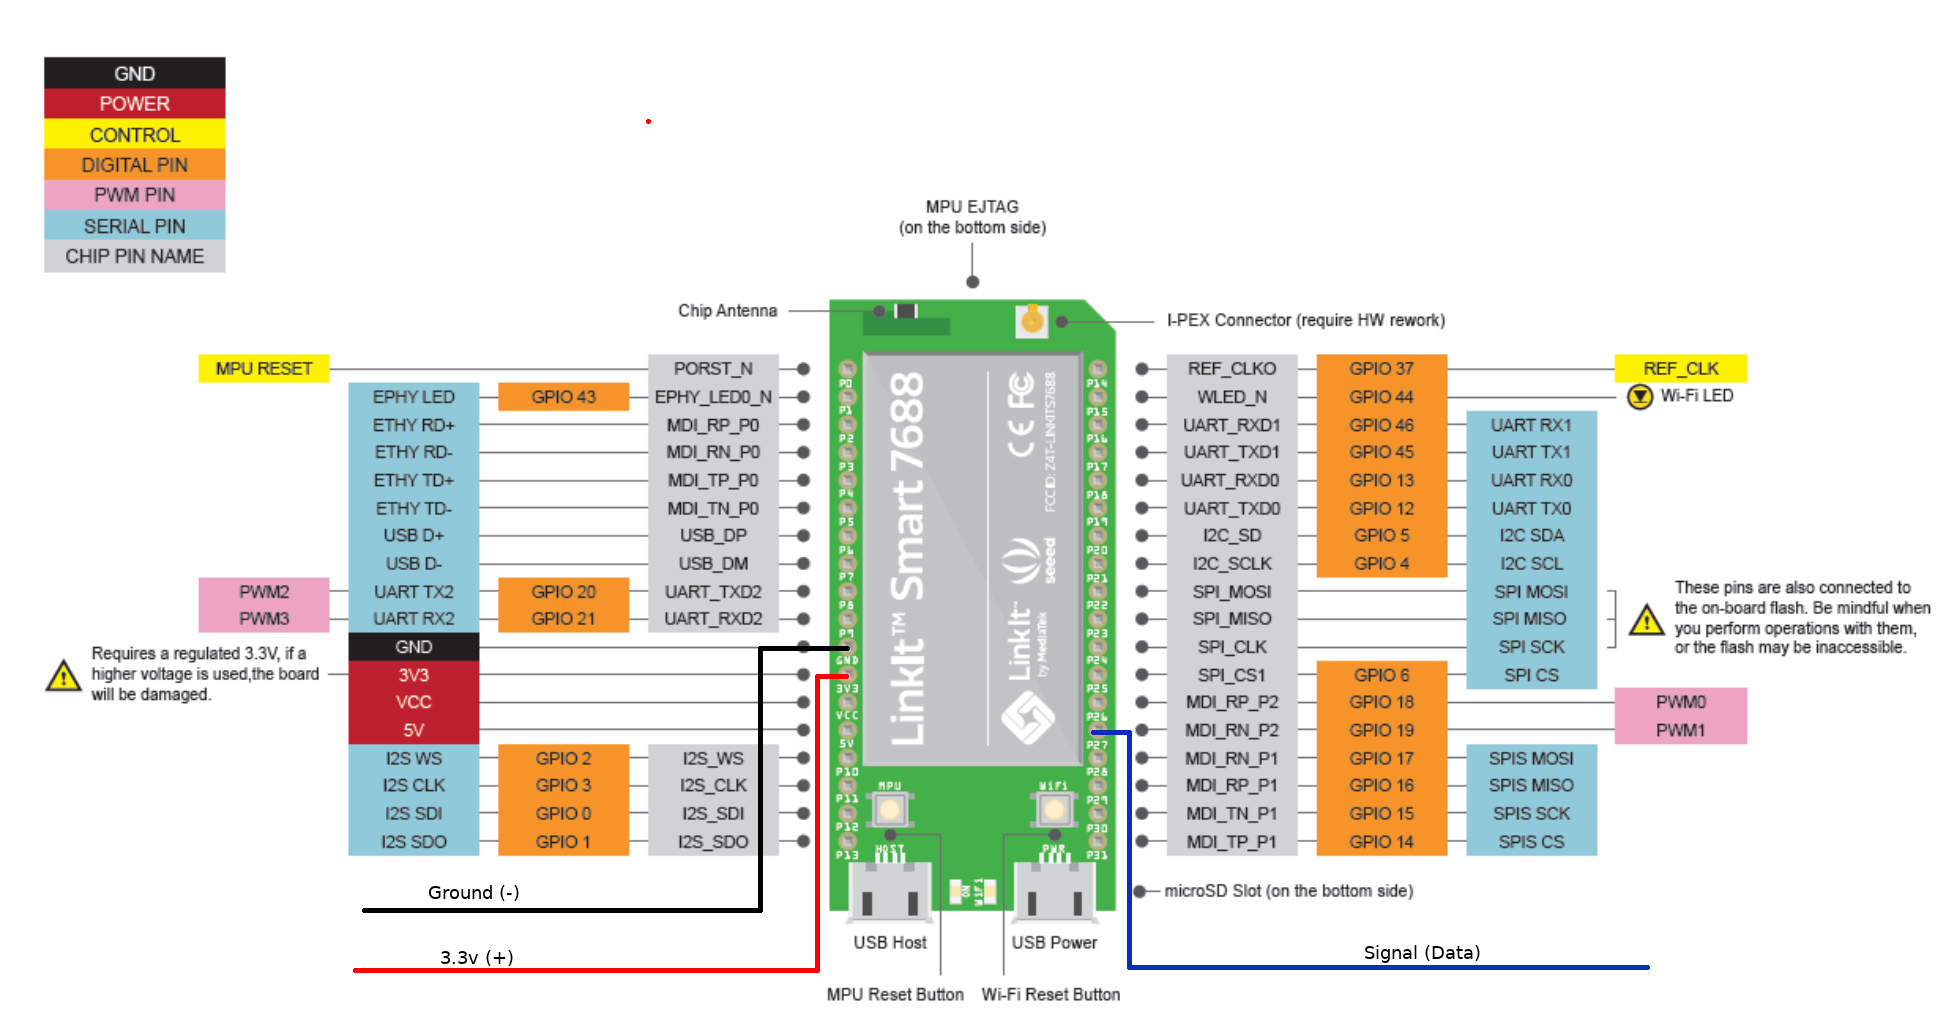 GND
POWER
CONTROL
DIGITAL PIN
PWM PIN
SERIAL PIN
CHIP PIN NAME
MPU EJTAG
(on the bottom side)
Chip Antenna
I-PEX Connector (require HW rework)
MPU RESET PORST_N
EPHY LED GPIO 43 EPHY_LED0_N
ETHY RD+ MDI_RP_P0
ETHY RD- MDI_RN_P0
ETHY TD+ MDI_TP_P0
ETHY TD- MDI_TN_P0
USB D+ USB_DP
USB D- USB_DM
PWM2 UART TX2 GPIO 20 UART_TXD2
PWM3 UART RX2 GPIO 21 UART_RXD2
GND
3V3
VCC
5V
I2S WS GPIO 2 I2S_WS
I2S CLK GPIO 3 I2S_CLK
I2S SDI GPIO 0 I2S_SDI
I2S SDO GPIO 1 I2S_SDO
Requires a regulated 3.3V, if a
higher voltage is used,the board
will be damaged.
P0
P1
P2
P3
P4
P5
P6
P7
P8
P9
GND
3V3
VCC
5V
P10
P11
P12
P13
LinkIt™ Smart 7688
CE FC
FCC ID: Z4T-LINKIT57688
seeed
LinkIt™
by MediaTek
MPU
WiFi
HOST
PWR
ON
WiFi
P14
P15
P16
P17
P18
P19
P20
P21
P22
P23
P24
P25
P26
P27
P28
P29
P30
P31
REF_CLKO GPIO 37 REF_CLK
WLED_N GPIO 44 Wi-Fi LED
UART_RXD1 GPIO 46 UART RX1
UART_TXD1 GPIO 45 UART TX1
UART_RXD0 GPIO 13 UART RX0
UART_TXD0 GPIO 12 UART TX0
I2C_SD GPIO 5 I2C SDA
I2C_SCLK GPIO 4 I2C SCL
SPI_MOSI SPI MOSI
SPI_MISO SPI MISO
SPI_CLK SPI SCK
SPI_CS1 GPIO 6 SPI CS
MDI_RP_P2 GPIO 18 PWM0
MDI_RN_P2 GPIO 19 PWM1
MDI_RN_P1 GPIO 17 SPIS MOSI
MDI_RP_P1 GPIO 16 SPIS MISO
MDI_TN_P1 GPIO 15 SPIS SCK
MDI_TP_P1 GPIO 14 SPIS CS
These pins are also connected to
the on-board flash. Be mindful when
you perform operations with them,
or the flash may be inaccessible.
microSD Slot (on the bottom side)
Ground (-)
3.3v (+)
Signal (Data)
USB Host
USB Power
MPU Reset Button
Wi-Fi Reset Button